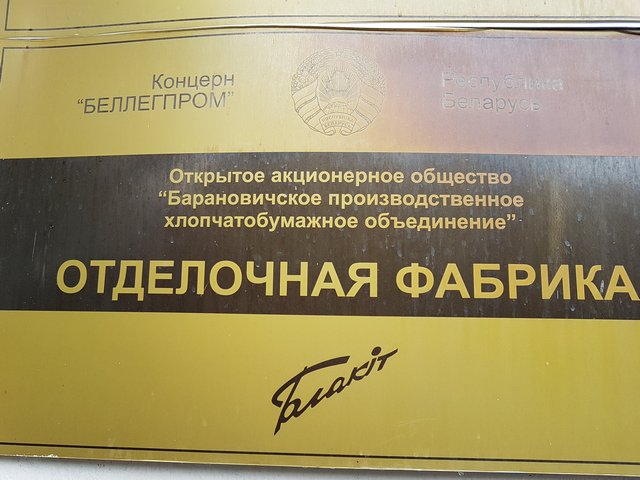 Концерн
"БЕЛЛЕГПРОМ"
Республика
Беларусь
Открытое акционерное общество
"Барановичское производственное
хлопчатобумажное объединение"
ОТДЕЛОЧНАЯ ФАБРИКА
Блакiт